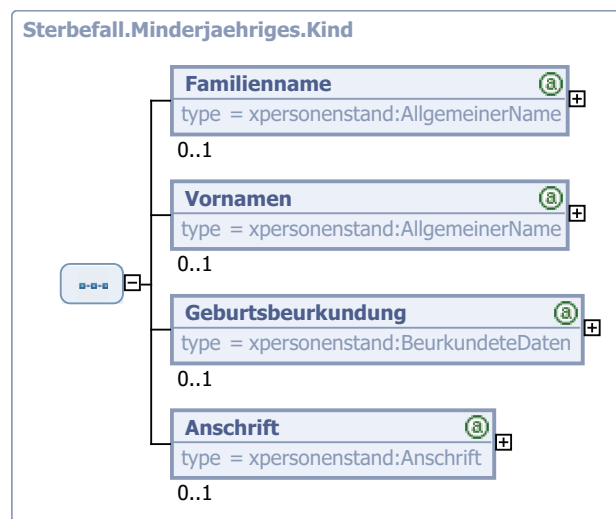 Sterbefall.Minderjaehriges.Kind
Familienname @
type = xpersonenstand:AllgemeinerName
0..1
Vornamen @
type = xpersonenstand:AllgemeinerName
0..1
Geburtsbeurkundung @
type = xpersonenstand:BeurkundeteDaten
0..1
Anschrift @
type = xpersonenstand:Anschrift
0..1